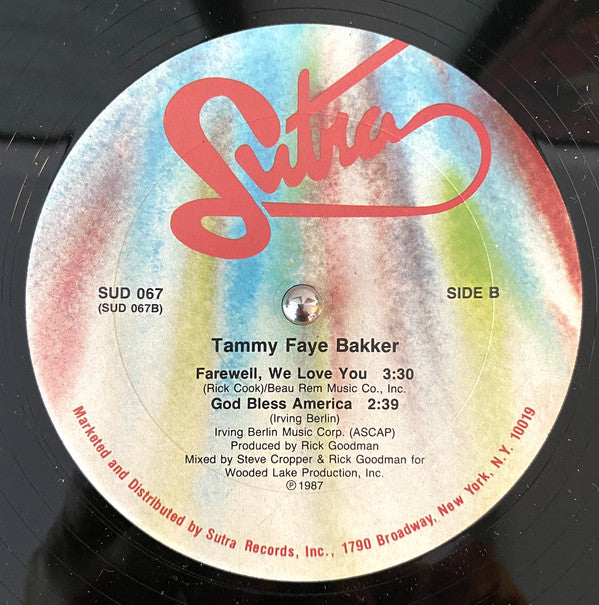 Sutra
SUD 067
(SUD 067B)
SIDE B
Tammy Faye Bakker
Farewell, We Love You 3:30
(Rick Cook)/Beau Rem Music Co., Inc.
God Bless America 2:39
(Irving Berlin)
Irving Berlin Music Corp. (ASCAP)
Produced by Rick Goodman
Mixed by Steve Cropper & Rick Goodman for
Wooded Lake Production, Inc.
℗1987
Marketed and Distributed by Sutra Records, Inc., 1790 Broadway, New York, N.Y. 10019